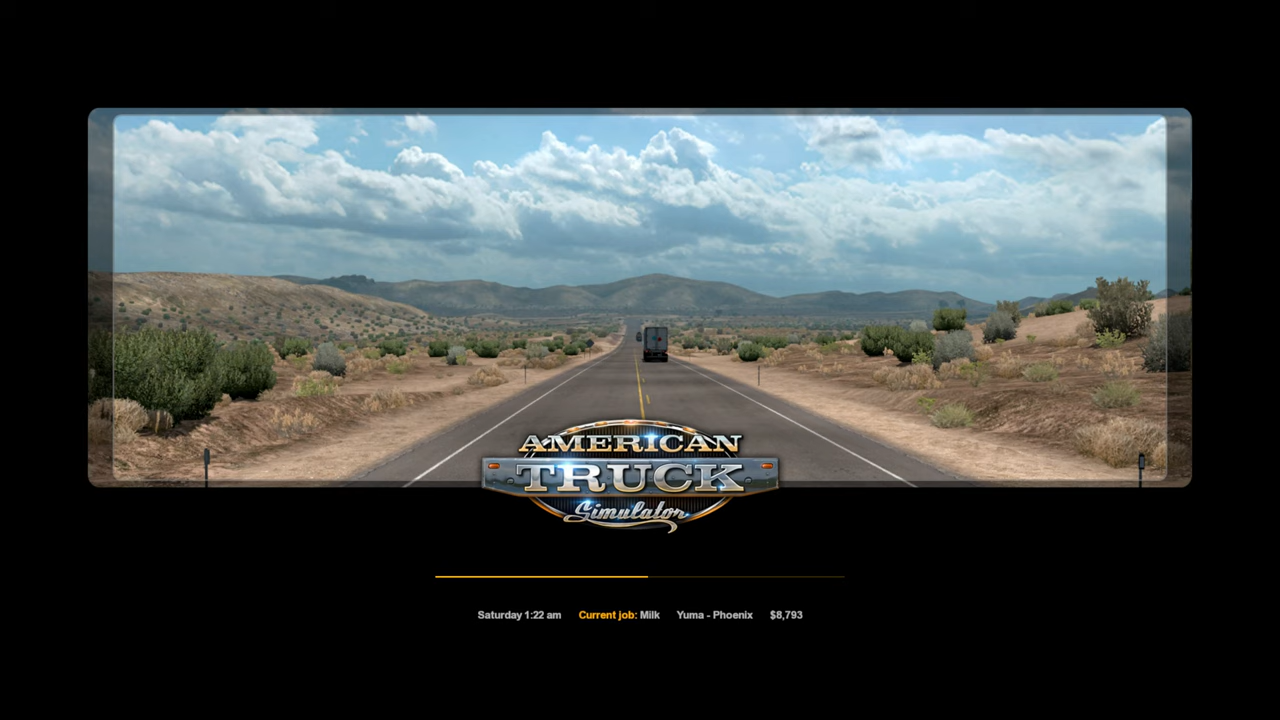 AMERICAN
TRUCK
Simulator
Saturday 1:22 am Current job: Milk Yuma - Phoenix $8,793